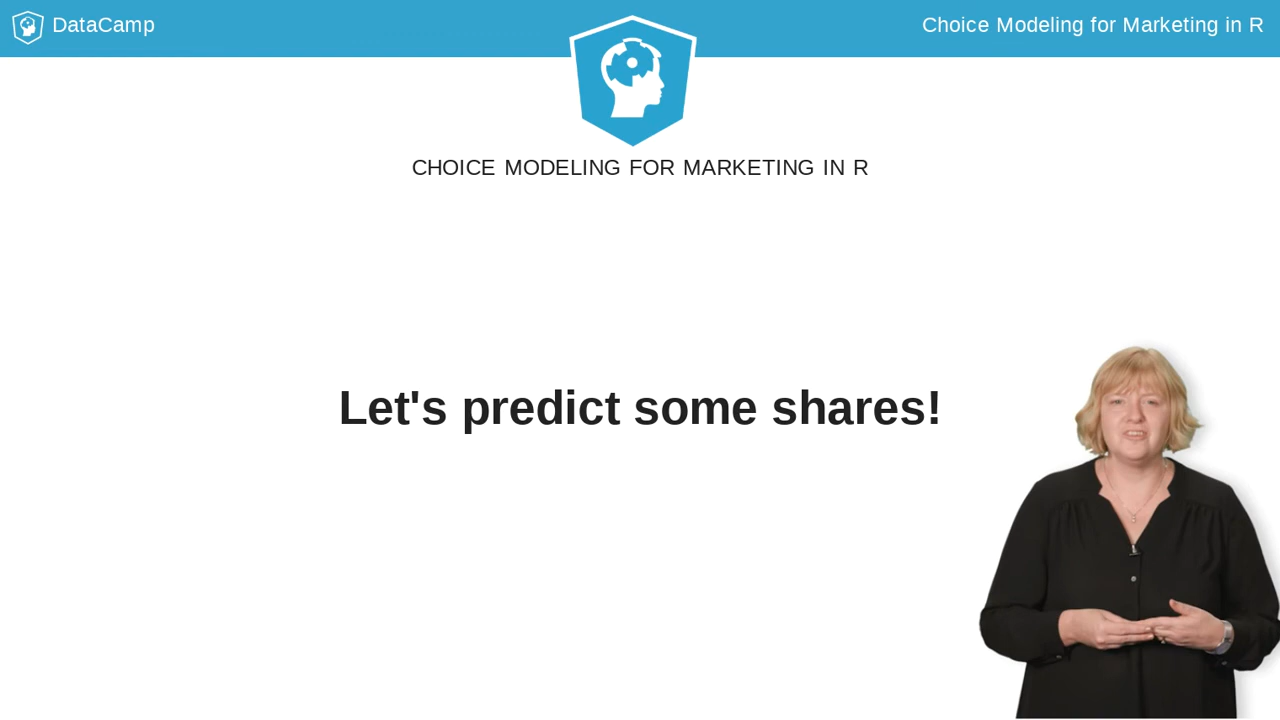 DataCamp
Choice Modeling for Marketing in R
CHOICE MODELING FOR MARKETING IN R
Let's predict some shares!